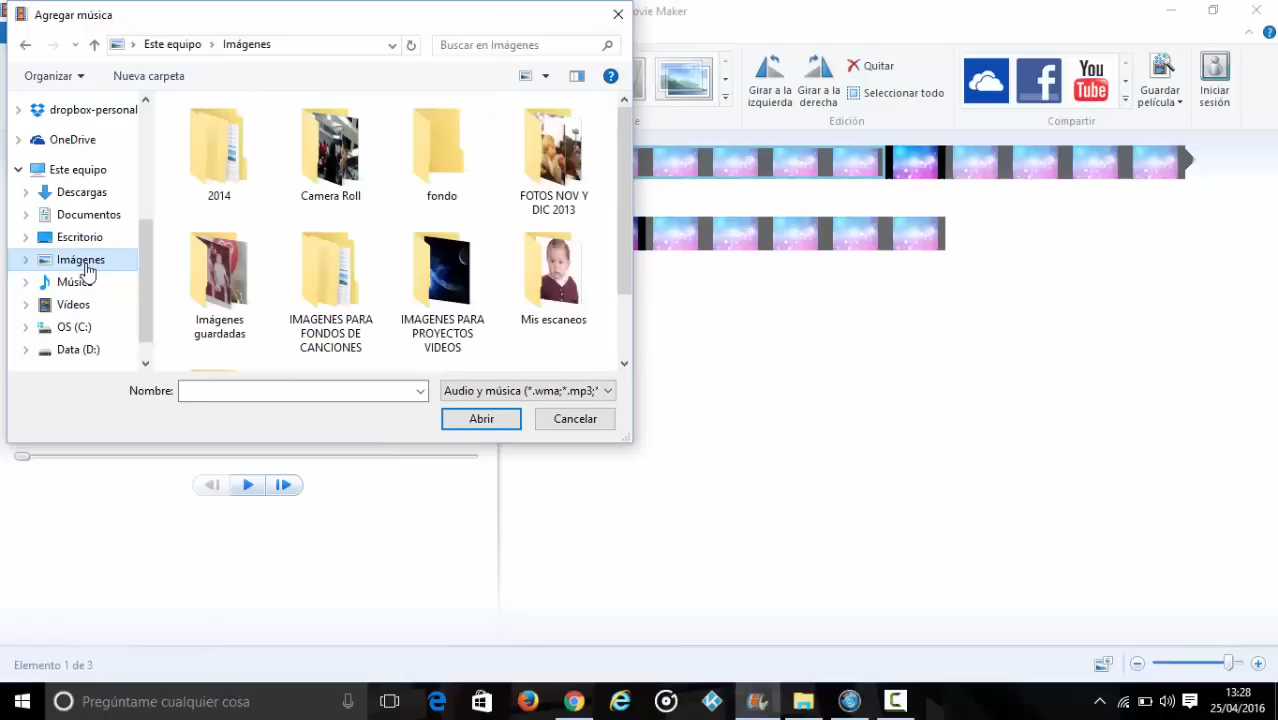 Agregar música
ovie Maker
Este equipo
Imágenes
Buscar en Imágenes
Organizar
Nueva carpeta
dropbox-personal
OneDrive
Este equipo
Descargas
Documentos
Escritorio
Imágenes
Música
Vídeos
OS (C:)
Data (D:)
2014
Camera Roll
fondo
FOTOS NOV Y
DIC 2013
Imágenes
guardadas
IMAGENES PARA
FONDOS DE
CANCIONES
IMAGENES PARA
PROYECTOS
VIDEOS
Mis escaneos
Nombre:
Audio y música (*.wma;*.mp3;*
Abrir
Cancelar
Girar a la
izquierda
Girar a la
derecha
Quitar
Seleccionar todo
Edición
You
Tube
Compartir
Guardar
película
Iniciar
sesión
Elemento 1 de 3
Pregúntame cualquier cosa
13:28
25/04/2016